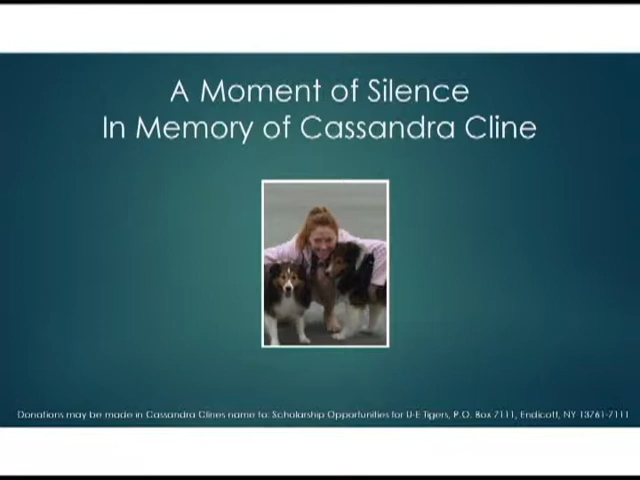 A Moment of Silence
In Memory of Cassandra Cline
Donations may be made in Cassandra Clines name to: Scholarship Opportunities for U-E Tigers, P.O. Box 7111, Endicott, NY 13761-7111